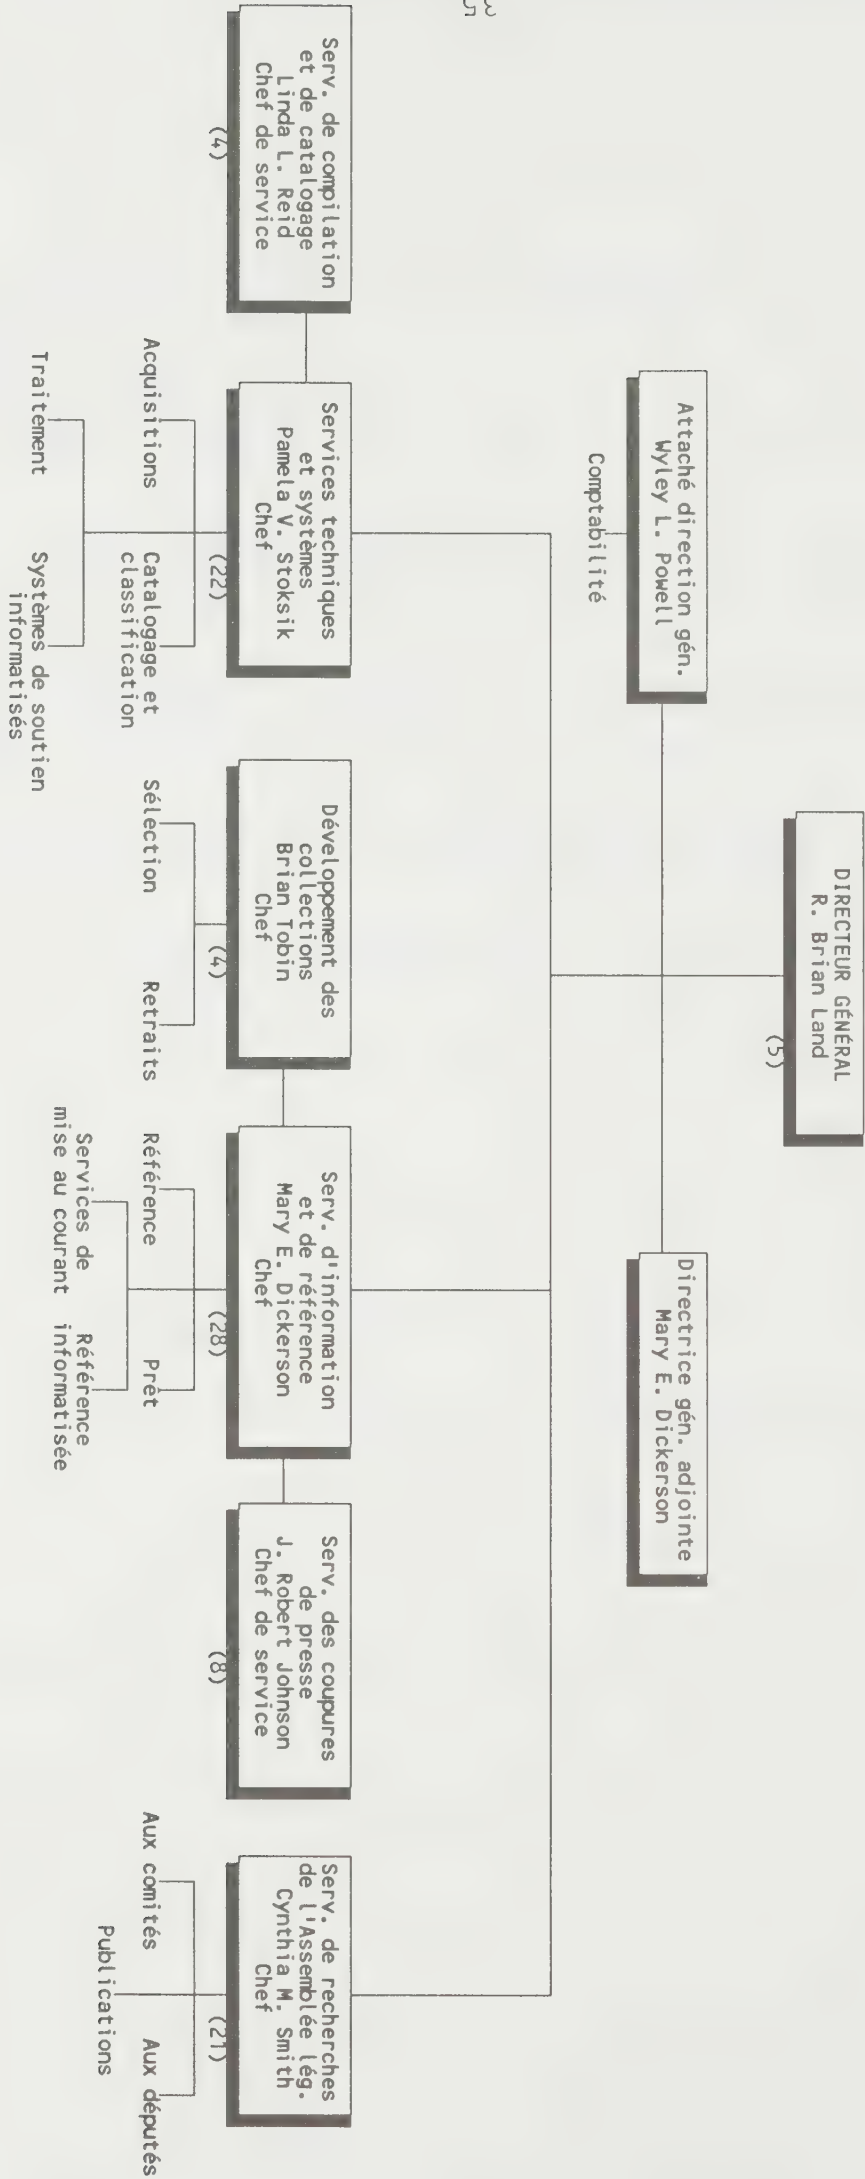 DIRECTEUR GÉNÉRAL
R. Brian Land
(5)
Attaché direction gén.
Wyley L. Powell
Comptabilité
Directrice gén. adjointe
Mary E. Dickerson
Serv. de compilation
et de catalogage
Linda L. Reid
Chef de service
(4)
Services techniques
et systèmes
Pamela V. Stoksik
Chef
(22)
Acquisitions
Catalogage et
classification
Traitement
Systèmes de soutien
informatisés
Développement des
collections
Brian Tobin
Chef
(4)
Sélection
Retraits
Serv. d'information
et de référence
Mary E. Dickerson
Chef
(28)
Référence
Prêt
Services de
mise au courant
Référence
informatisée
Serv. des coupures
de presse
J. Robert Johnson
Chef de service
(8)
Serv. de recherches
de l'Assemblée lég.
Cynthia M. Smith
Chef
(21)
Aux comités
Aux députés
Publications
35